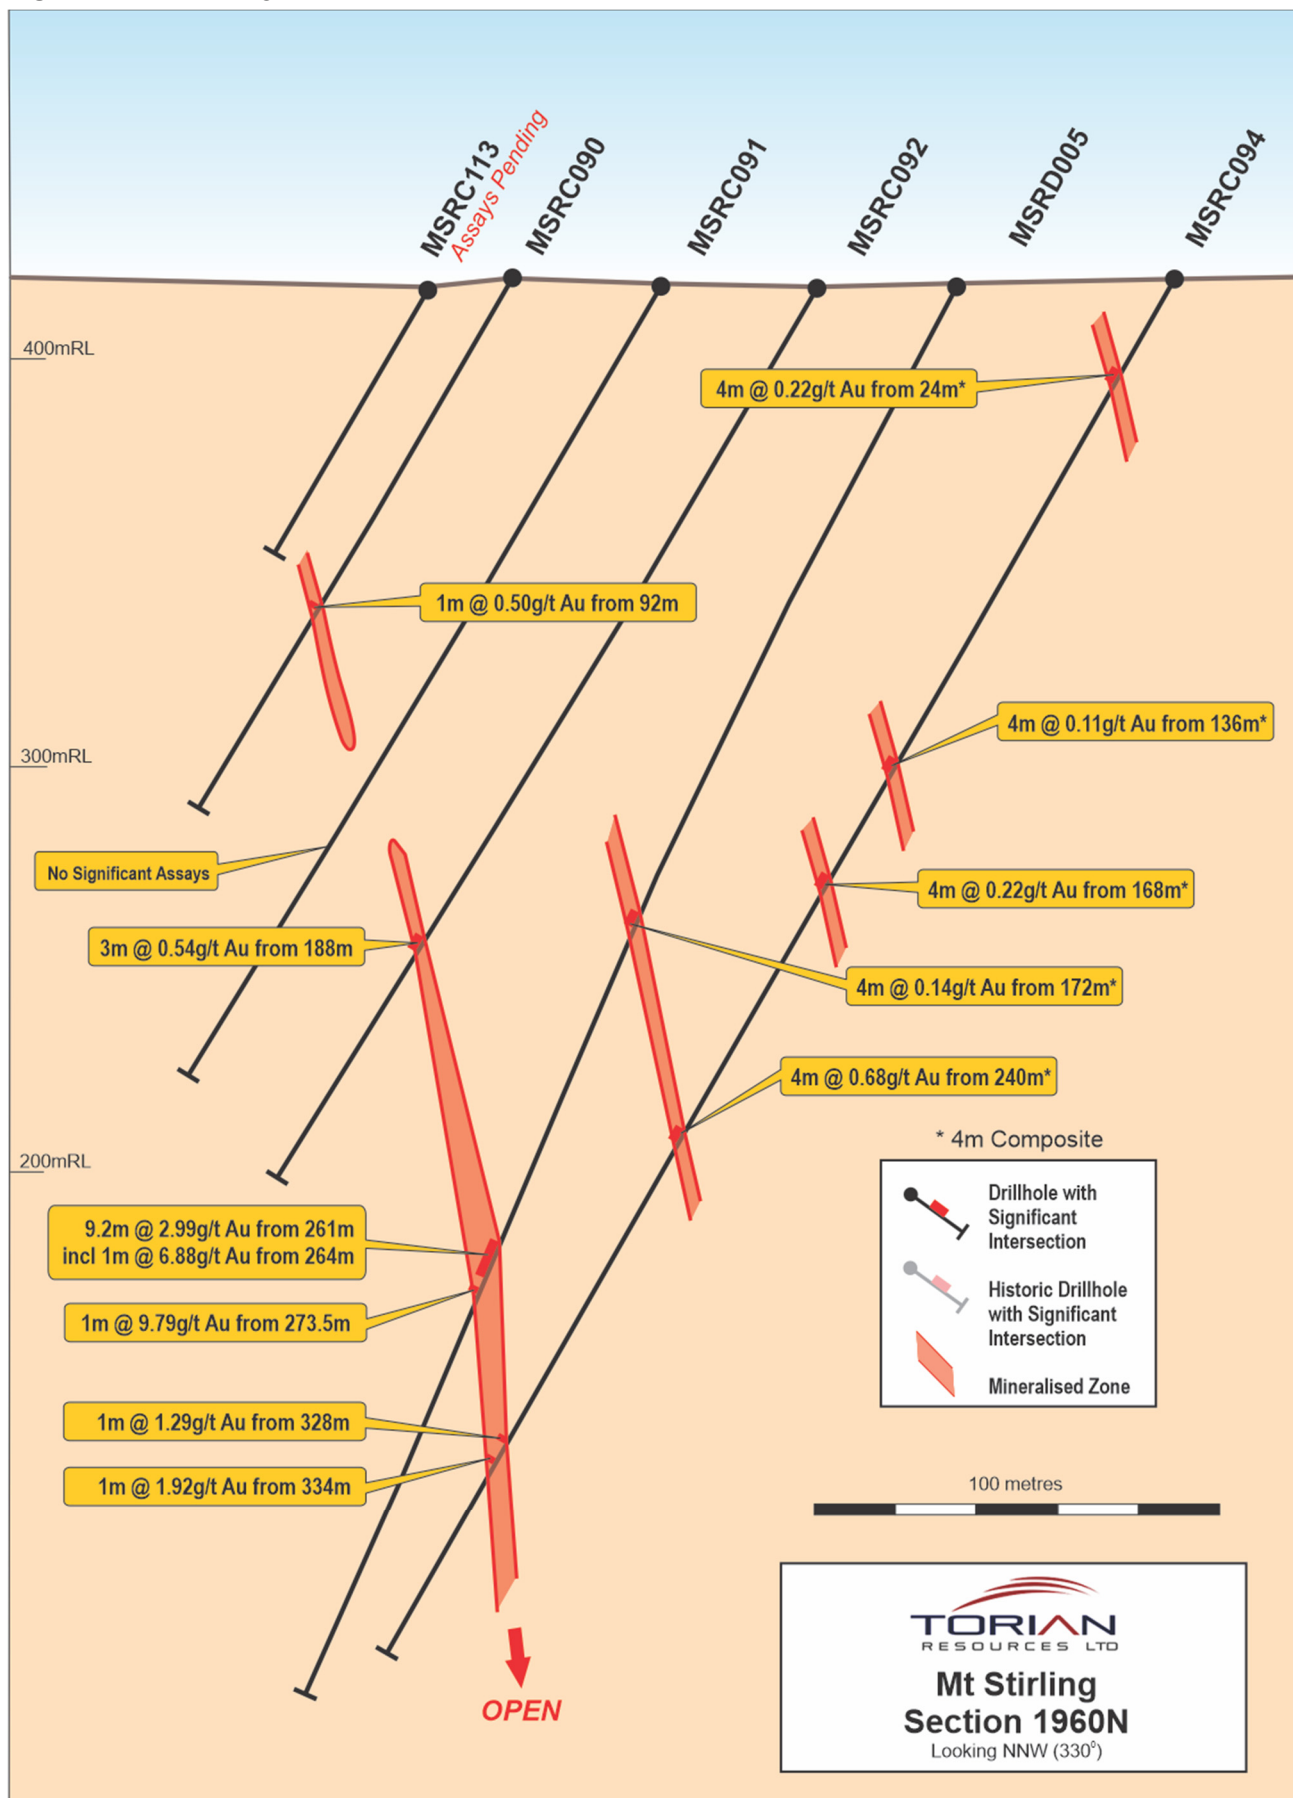 MSRC113
Assays Pending
MSRC090
MSRC091
MSRC092
MSRD005
MSRC094
400mRL
4m @ 0.22g/t Au from 24m*
1m @ 0.50g/t Au from 92m
4m @ 0.11g/t Au from 136m*
300mRL
No Significant Assays
4m @ 0.22g/t Au from 168m*
3m @ 0.54g/t Au from 188m
4m @ 0.14g/t Au from 172m*
4m @ 0.68g/t Au from 240m*
* 4m Composite
200mRL
Drillhole with
Significant
Intersection
Historic Drillhole
with Significant
Intersection
Mineralised Zone
9.2m @ 2.99g/t Au from 261m
incl 1m @ 6.88g/t Au from 264m
1m @ 9.79g/t Au from 273.5m
1m @ 1.29g/t Au from 328m
1m @ 1.92g/t Au from 334m
100 metres
OPEN
TORIAN
RESOURCES LTD
Mt Stirling
Section 1960N
Looking NNW (330⁰)